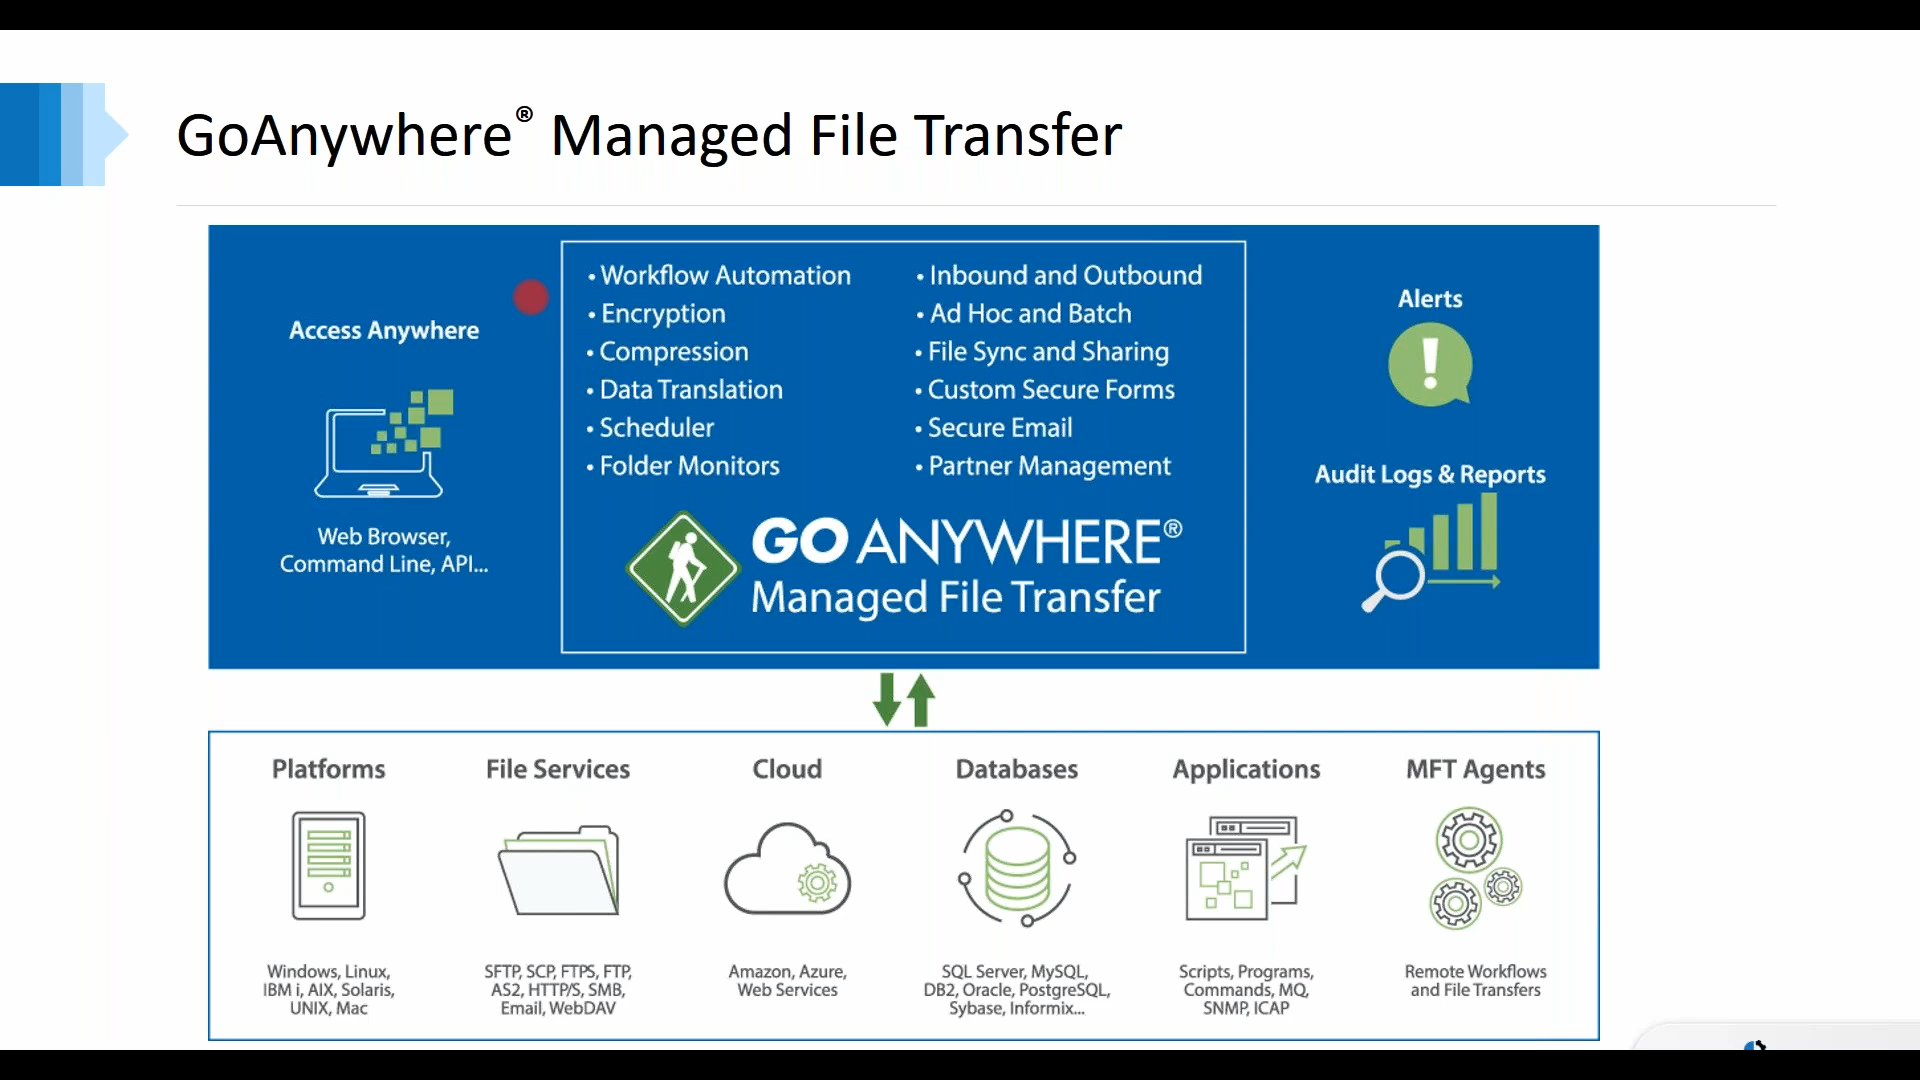 GoAnywhere® Managed File Transfer
Access Anywhere
Web Browser,
Command Line, API...
• Workflow Automation
• Encryption
• Compression
• Data Translation
• Scheduler
• Folder Monitors
• Inbound and Outbound
• Ad Hoc and Batch
• File Sync and Sharing
• Custom Secure Forms
• Secure Email
• Partner Management
GO ANYWHERE®
Managed File Transfer
Alerts
!
Audit Logs & Reports
Platforms
Windows, Linux,
IBM i, AIX, Solaris,
UNIX, Mac
File Services
SFTP, SCP, FTPS, FTP,
AS2, HTTP/S, SMB,
Email, WebDAV
Cloud
Amazon, Azure,
Web Services
Databases
SQL Server, MySQL,
DB2, Oracle, PostgreSQL,
Sybase, Informix...
Applications
Scripts, Programs,
Commands, MQ,
SNMP, ICAP
MFT Agents
Remote Workflows
and File Transfers